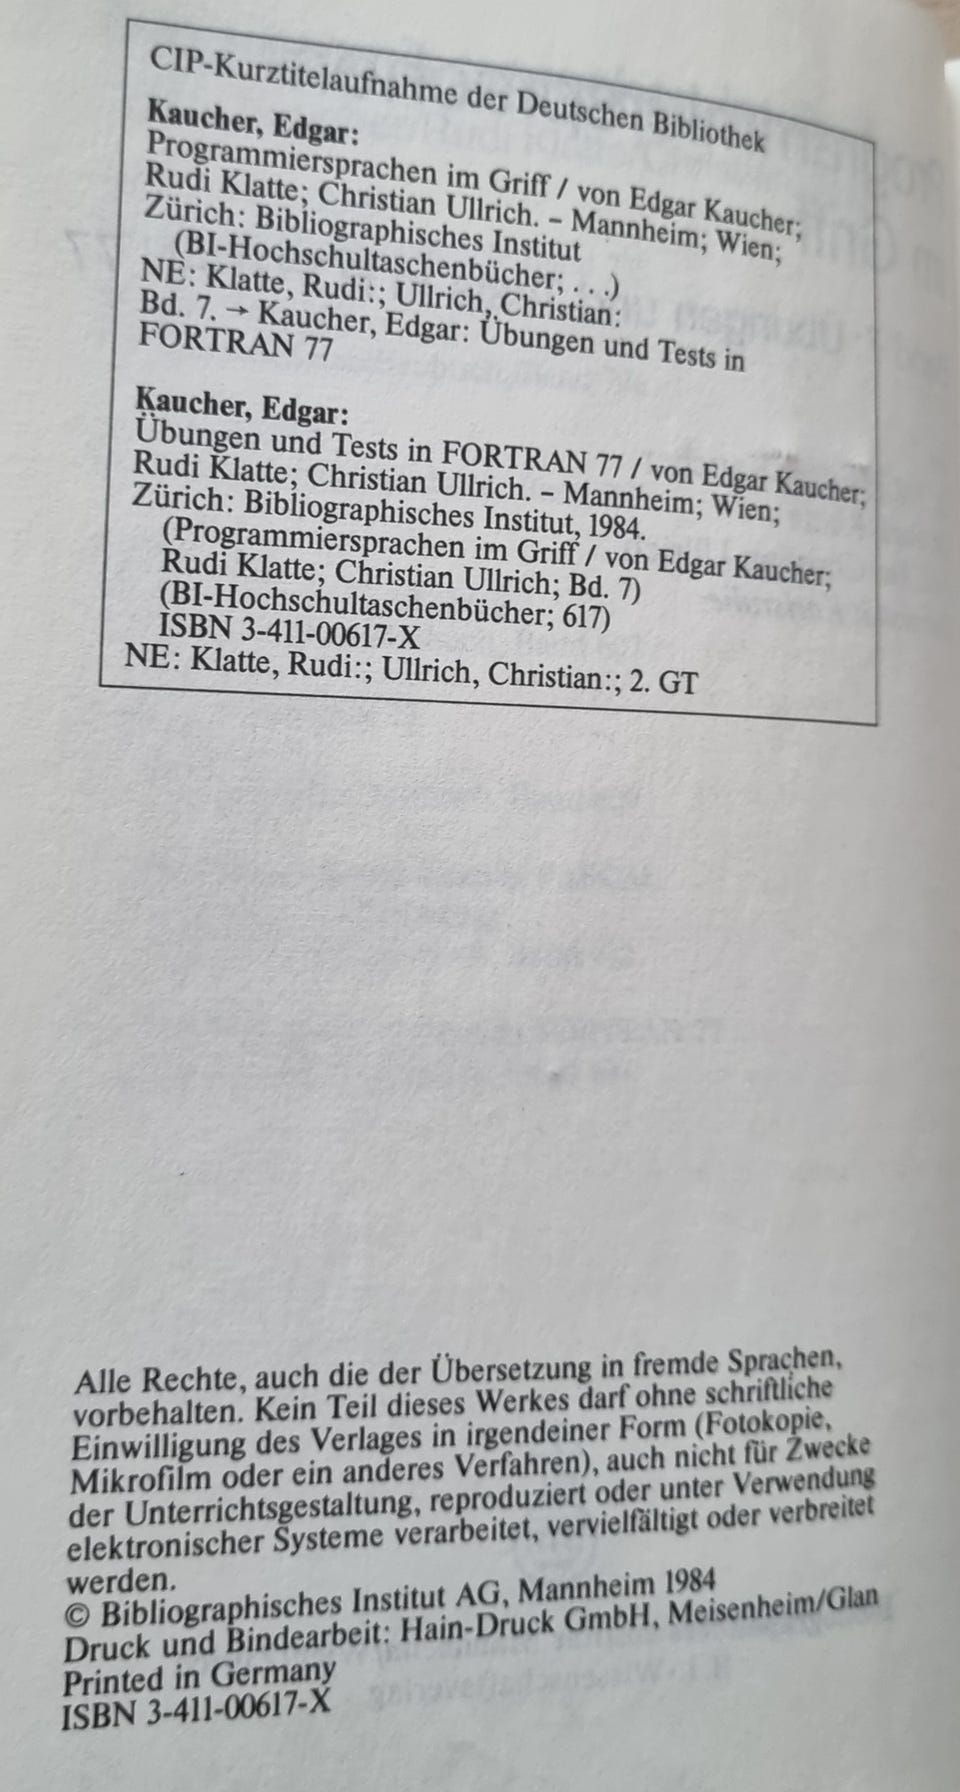 CIP-Kurztitelaufnahme der Deutschen Bibliothek
Kaucher, Edgar:
Programmiersprachen im Griff / von Edgar Kaucher;
Rudi Klatte; Christian Ullrich. – Mannheim; Wien;
Zürich: Bibliographisches Institut
(BI-Hochschultaschenbücher; . . .)
NE: Klatte, Rudi:; Ullrich, Christian:
Bd. 7. → Kaucher, Edgar: Übungen und Tests in
FORTRAN 77
Kaucher, Edgar:
Übungen und Tests in FORTRAN 77 / von Edgar Kaucher;
Rudi Klatte; Christian Ullrich. – Mannheim; Wien;
Zürich: Bibliographisches Institut, 1984.
(Programmiersprachen im Griff / von Edgar Kaucher;
Rudi Klatte; Christian Ullrich; Bd. 7)
(BI-Hochschultaschenbücher; 617)
ISBN 3-411-00617-X
NE: Klatte, Rudi:; Ullrich, Christian:; 2. GT
Alle Rechte, auch die der Übersetzung in fremde Sprachen,
vorbehalten. Kein Teil dieses Werkes darf ohne schriftliche
Einwilligung des Verlages in irgendeiner Form (Fotokopie,
Mikrofilm oder ein anderes Verfahren), auch nicht für Zwecke
der Unterrichtsgestaltung, reproduziert oder unter Verwendung
elektronischer Systeme verarbeitet, vervielfältigt oder verbreitet
werden.
© Bibliographisches Institut AG, Mannheim 1984
Druck und Bindearbeit: Hain-Druck GmbH, Meisenheim/Glan
Printed in Germany
ISBN 3-411-00617-X